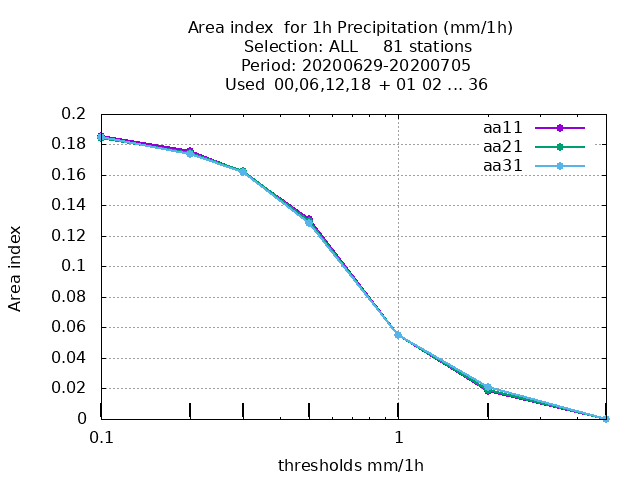 Area index  for 1h Precipitation (mm/1h)
Selection: ALL     81 stations
Period: 20200629-20200705
Used  00,06,12,18 + 01 02 ... 36
aa11
aa21
aa31
0.2
0.18
0.16
0.14
0.12
0.1
0.08
0.06
0.04
0.02
0
Area index
0.1
1
thresholds mm/1h